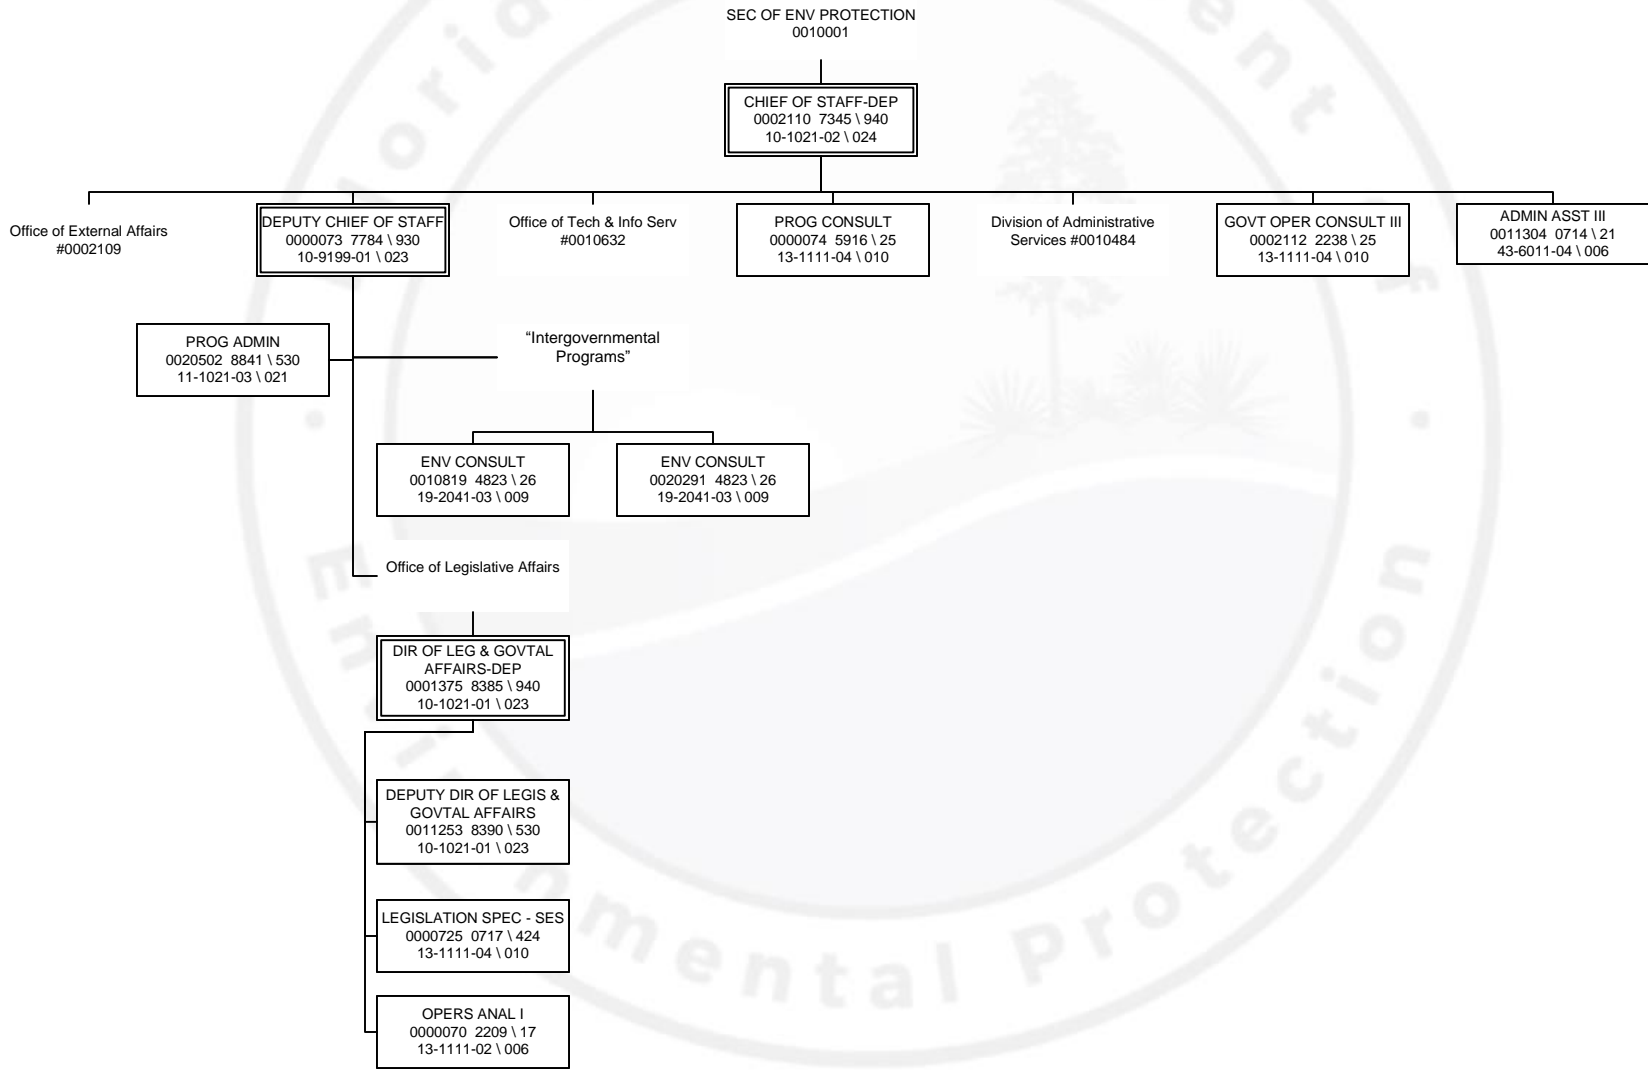 SEC OF ENV PROTECTION
0010001
CHIEF OF STAFF-DEP
0002110 7345 \ 940
10-1021-02 \ 024
Office of External Affairs
#0002109
DEPUTY CHIEF OF STAFF
0000073 7784 \ 930
10-9199-01 \ 023
Office of Tech & Info Serv
#0010632
PROG CONSULT
0000074 5916 \ 25
13-1111-04 \ 010
Division of Administrative
Services #0010484
GOVT OPER CONSULT III
0002112 2238 \ 25
13-1111-04 \ 010
ADMIN ASST III
0011304 0714 \ 21
43-6011-04 \ 006
PROG ADMIN
0020502 8841 \ 530
11-1021-03 \ 021
“Intergovernmental
Programs”
ENV CONSULT
0010819 4823 \ 26
19-2041-03 \ 009
ENV CONSULT
0020291 4823 \ 26
19-2041-03 \ 009
Office of Legislative Affairs
DIR OF LEG & GOVTAL
AFFAIRS-DEP
0001375 8385 \ 940
10-1021-01 \ 023
DEPUTY DIR OF LEGIS &
GOVTAL AFFAIRS
0011253 8390 \ 530
10-1021-01 \ 023
LEGISLATION SPEC - SES
0000725 0717 \ 424
13-1111-04 \ 010
OPERS ANAL I
0000070 2209 \ 17
13-1111-02 \ 006